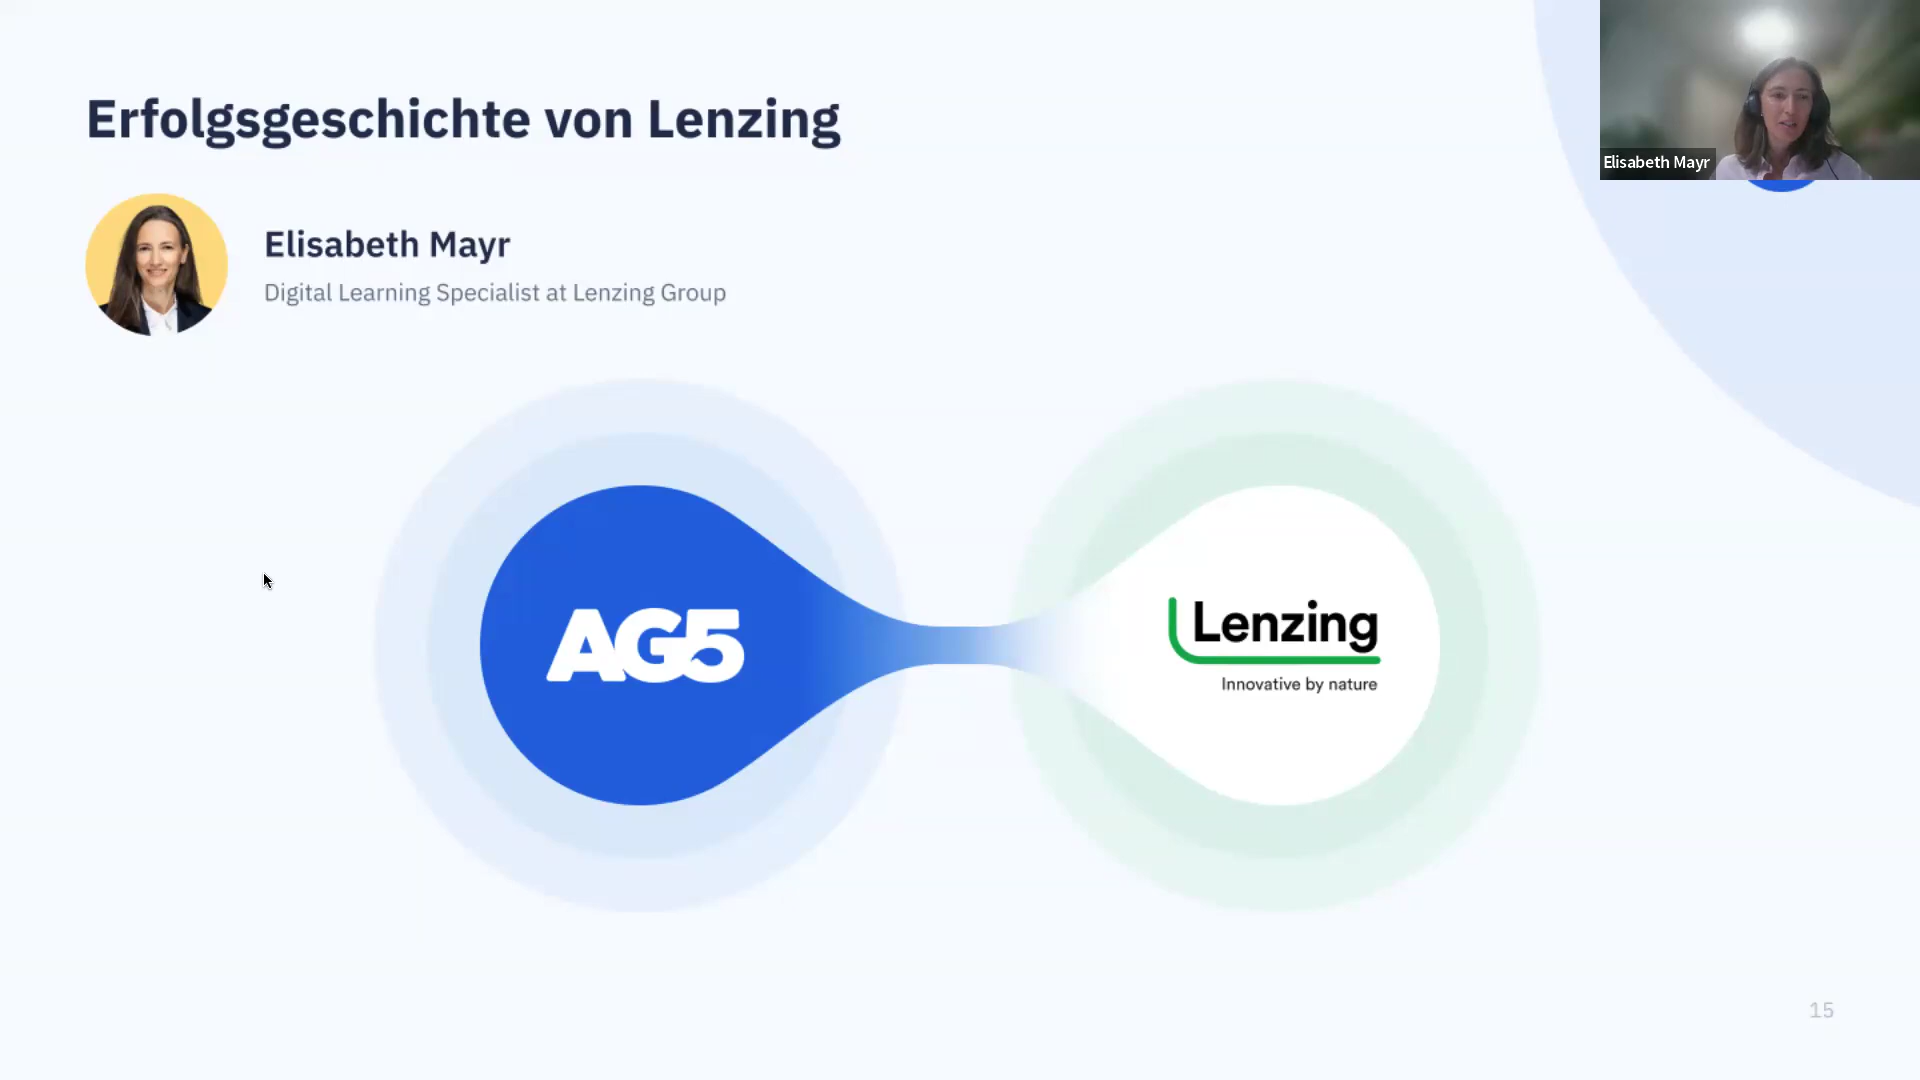 Erfolgsgeschichte von Lenzing
Elisabeth Mayr
Elisabeth Mayr
Digital Learning Specialist at Lenzing Group
AG5
Lenzing
Innovative by nature
15